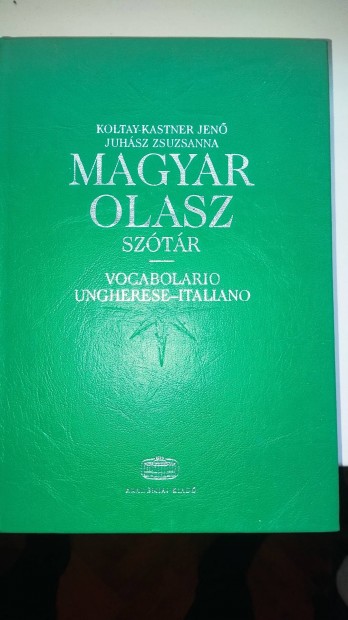 KOLTAY-KASTNER JENŐ
JUHÁSZ ZSUZSANNA
MAGYAR
OLASZ
SZÓTÁR
VOCABOLARIO
UNGHERESE–ITALIANO
AKADÉMIAI KIADÓ